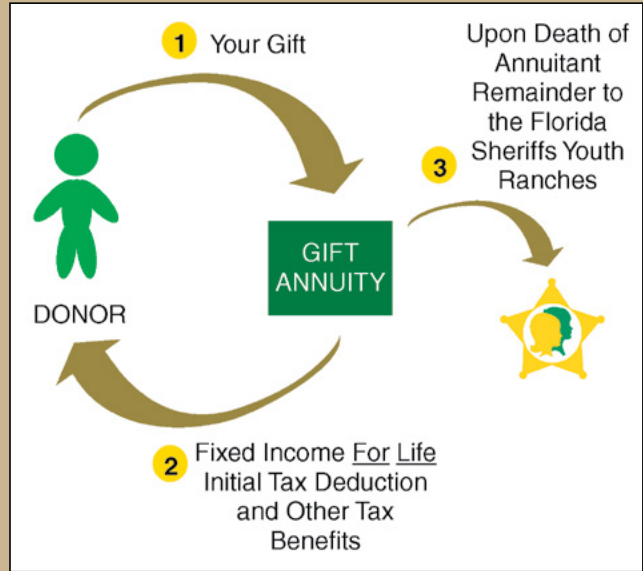 1 Your Gift
Upon Death of
Annuitant
Remainder to
the Florida
Sheriffs Youth
Ranches
3
GIFT
ANNUITY
DONOR
2 Fixed Income For Life
Initial Tax Deduction
and Other Tax
Benefits